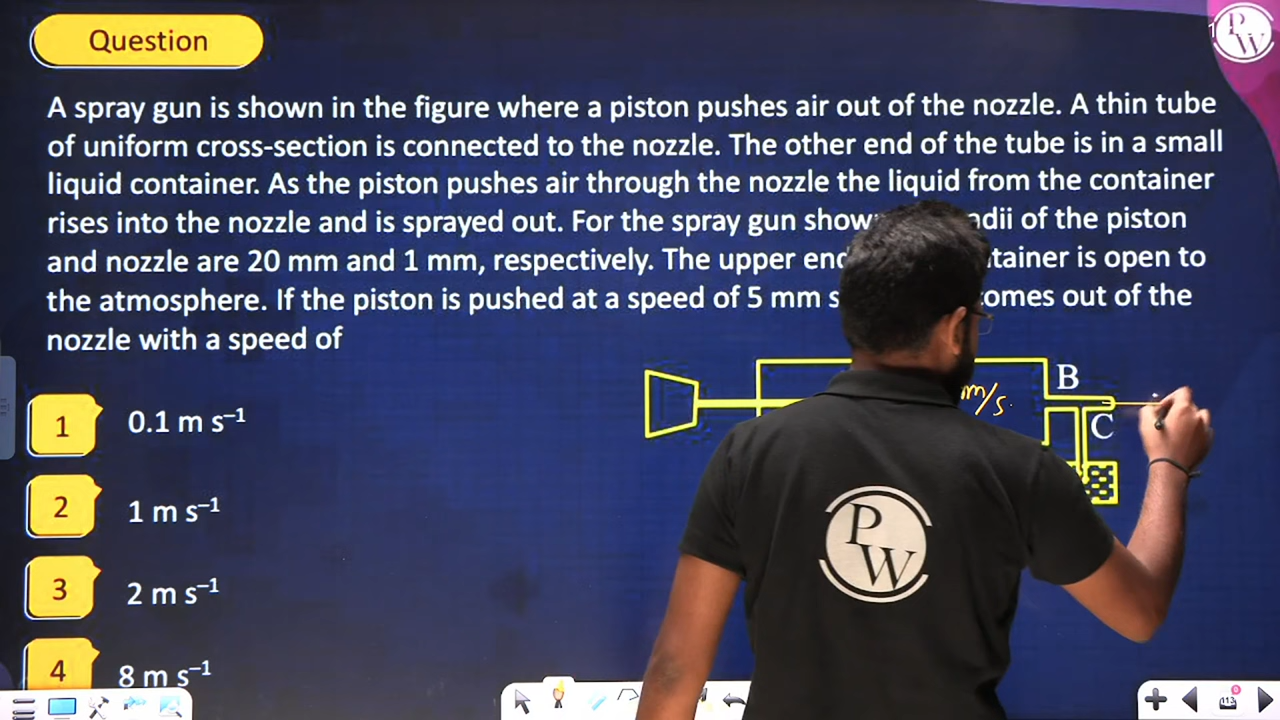 Question
A spray gun is shown in the figure where a piston pushes air out of the nozzle. A thin tube
of uniform cross-section is connected to the nozzle. The other end of the tube is in a small
liquid container. As the piston pushes air through the nozzle the liquid from the container
rises into the nozzle and is sprayed out. For the spray gun of the piston
and nozzle are 20 mm and 1 mm, respectively. The upper is open to
the atmosphere. If the piston is pushed at a speed of 5 mm out of the
nozzle with a speed of
1 0.1 m s⁻¹
2 1 m s⁻¹
3 2 m s⁻¹
4 8 m s⁻¹
B
m/s
C
PW
PW